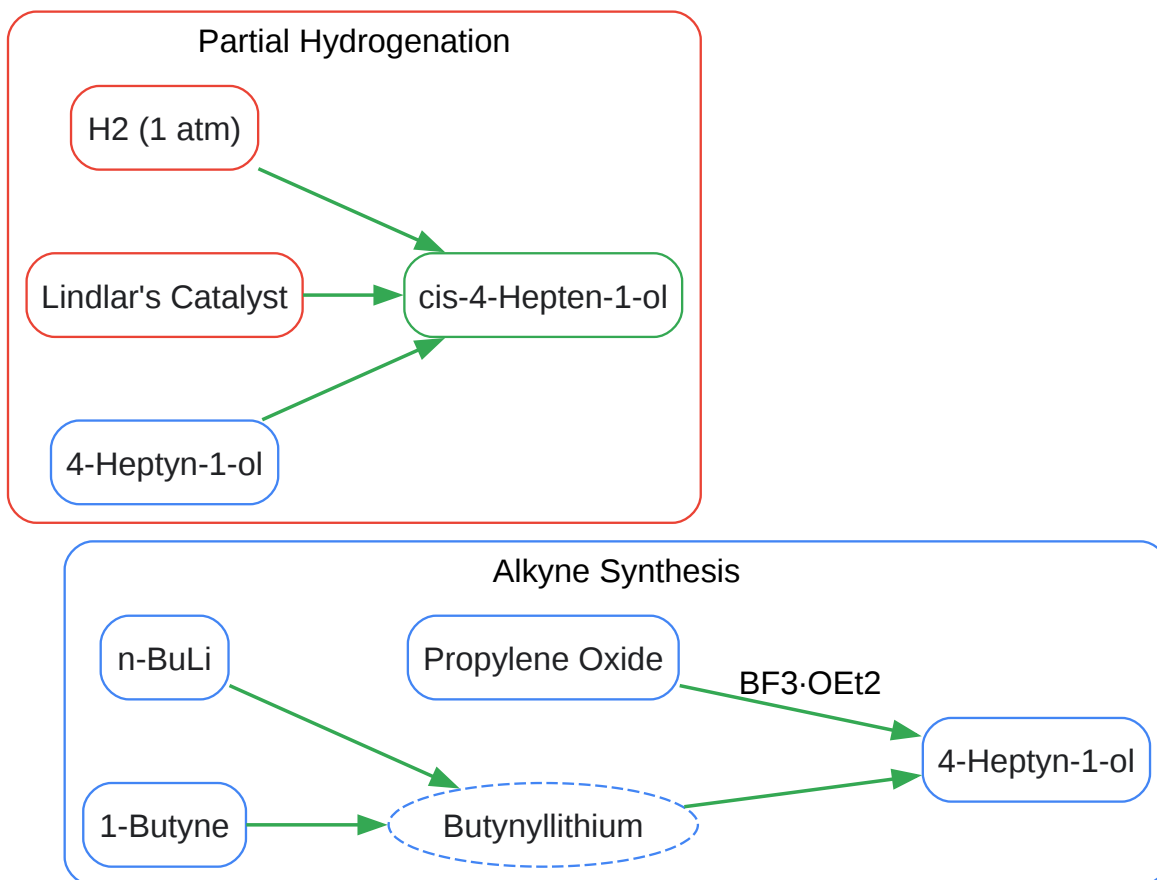 Partial Hydrogenation
H2 (1 atm)
Lindlar's Catalyst
cis-4-Hepten-1-ol
4-Heptyn-1-ol
Alkyne Synthesis
n-BuLi
Propylene Oxide
BF3·OEt2
4-Heptyn-1-ol
1-Butyne
Butynyllithium